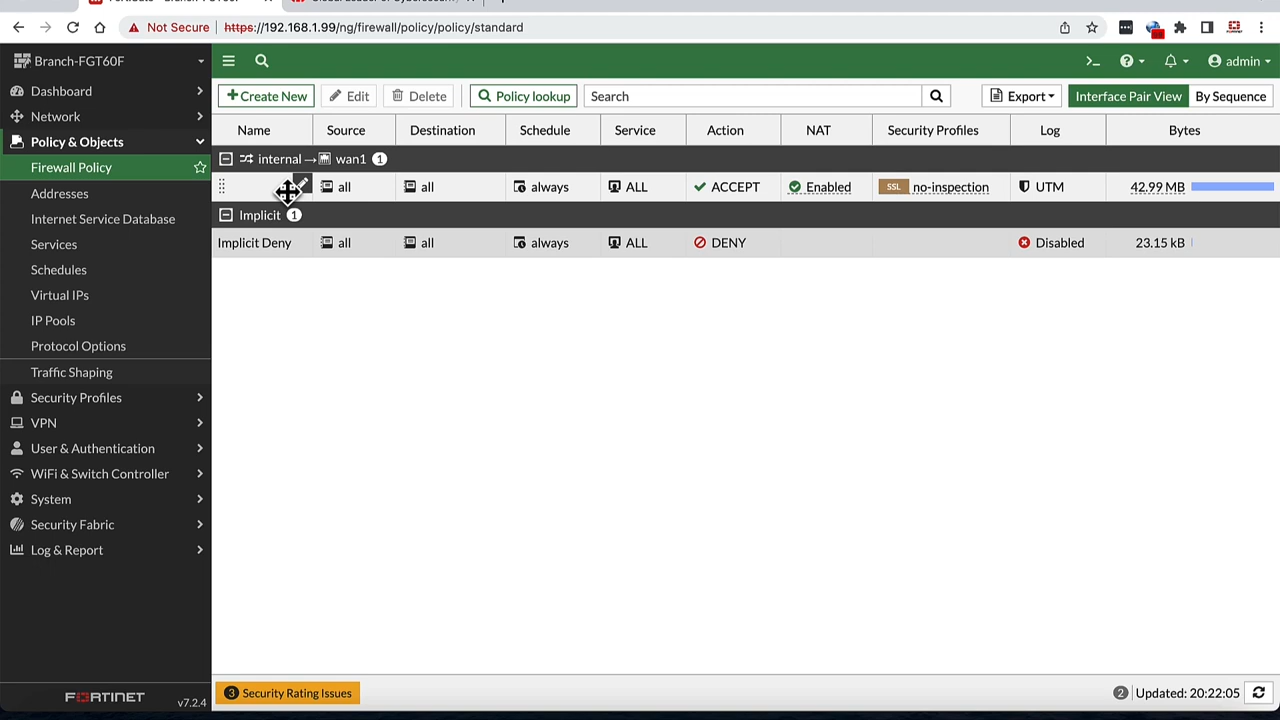 Not Secure
https://192.168.1.99/ng/firewall/policy/policy/standard
Branch-FGT60F
admin
Dashboard
Network
Policy & Objects
Firewall Policy
Addresses
Internet Service Database
Services
Schedules
Virtual IPs
IP Pools
Protocol Options
Traffic Shaping
Security Profiles
VPN
User & Authentication
WiFi & Switch Controller
System
Security Fabric
Log & Report
FORTINET
v7.2.4
Create New Edit Delete Policy lookup Search Export Interface Pair View By Sequence
Name Source Destination Schedule Service Action NAT Security Profiles Log Bytes
internal → wan1 1
all all always ALL ACCEPT Enabled SSL no-inspection UTM 42.99 MB
Implicit 1
Implicit Deny all all always ALL DENY Disabled 23.15 kB
3 Security Rating Issues
2 Updated: 20:22:05